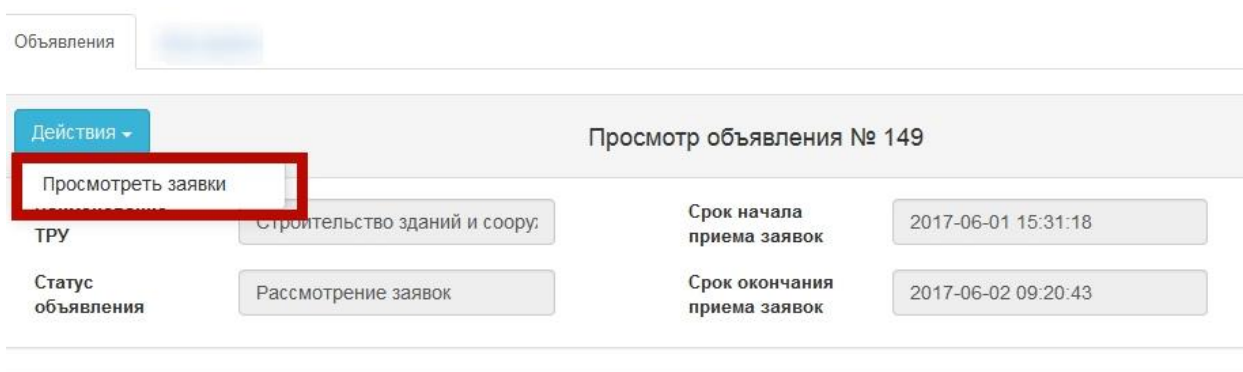 Объявления
Действия
Просмотр объявления № 149
Просмотреть заявки
ТРУ
Строительство зданий и соору
Срок начала
приема заявок
2017-06-01 15:31:18
Статус
объявления
Рассмотрение заявок
Срок окончания
приема заявок
2017-06-02 09:20:43